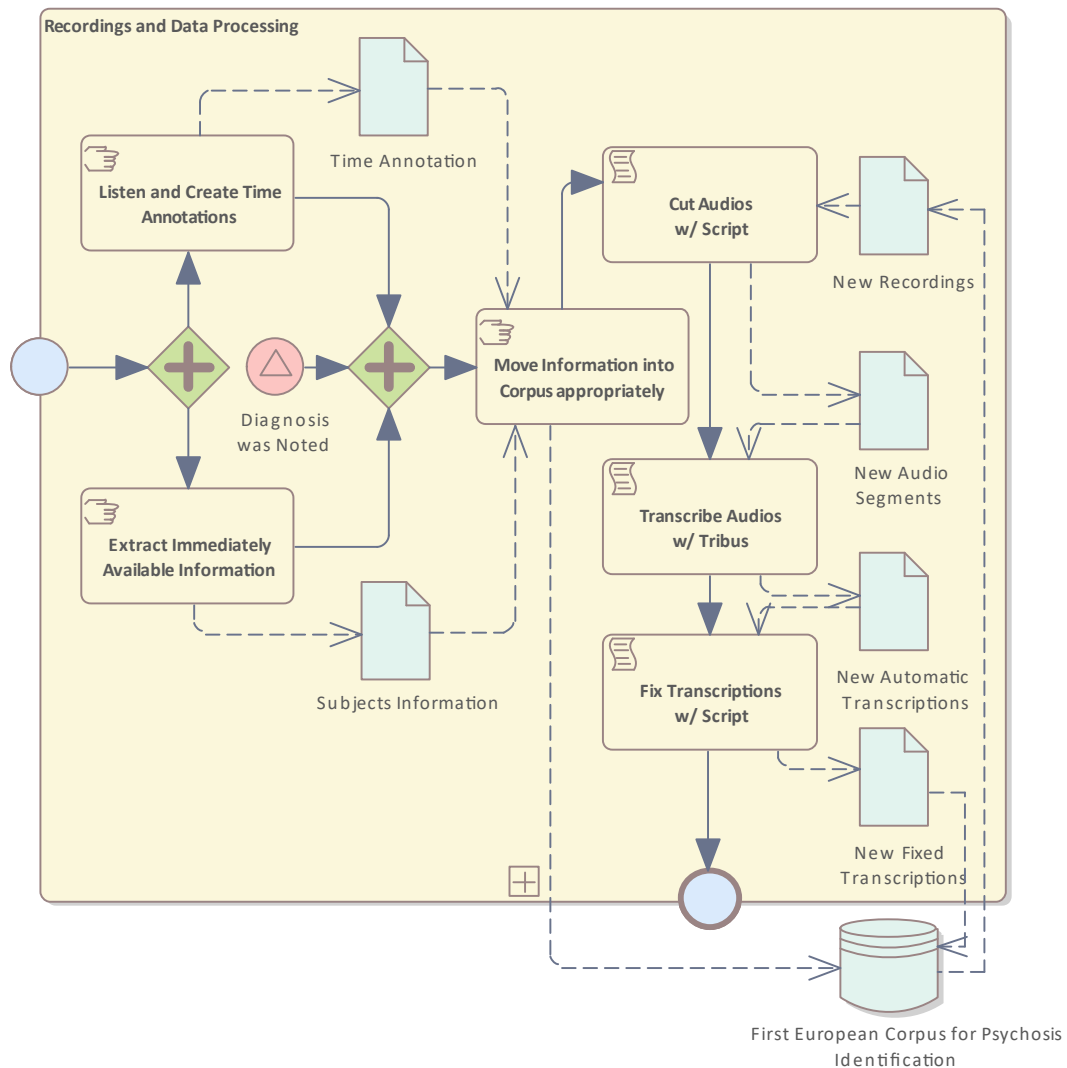 Recordings and Data Processing
Time Annotation
Listen and Create Time
Annotations
Cut Audios
w/ Script
New Recordings
Move Information into
Corpus appropriately
Diagnosis
was Noted
New Audio
Segments
Transcribe Audios
w/ Tribus
Extract Immediately
Available Information
Subjects Information
New Automatic
Transcriptions
Fix Transcriptions
w/ Script
New Fixed
Transcriptions
First European Corpus for Psychosis
Identification